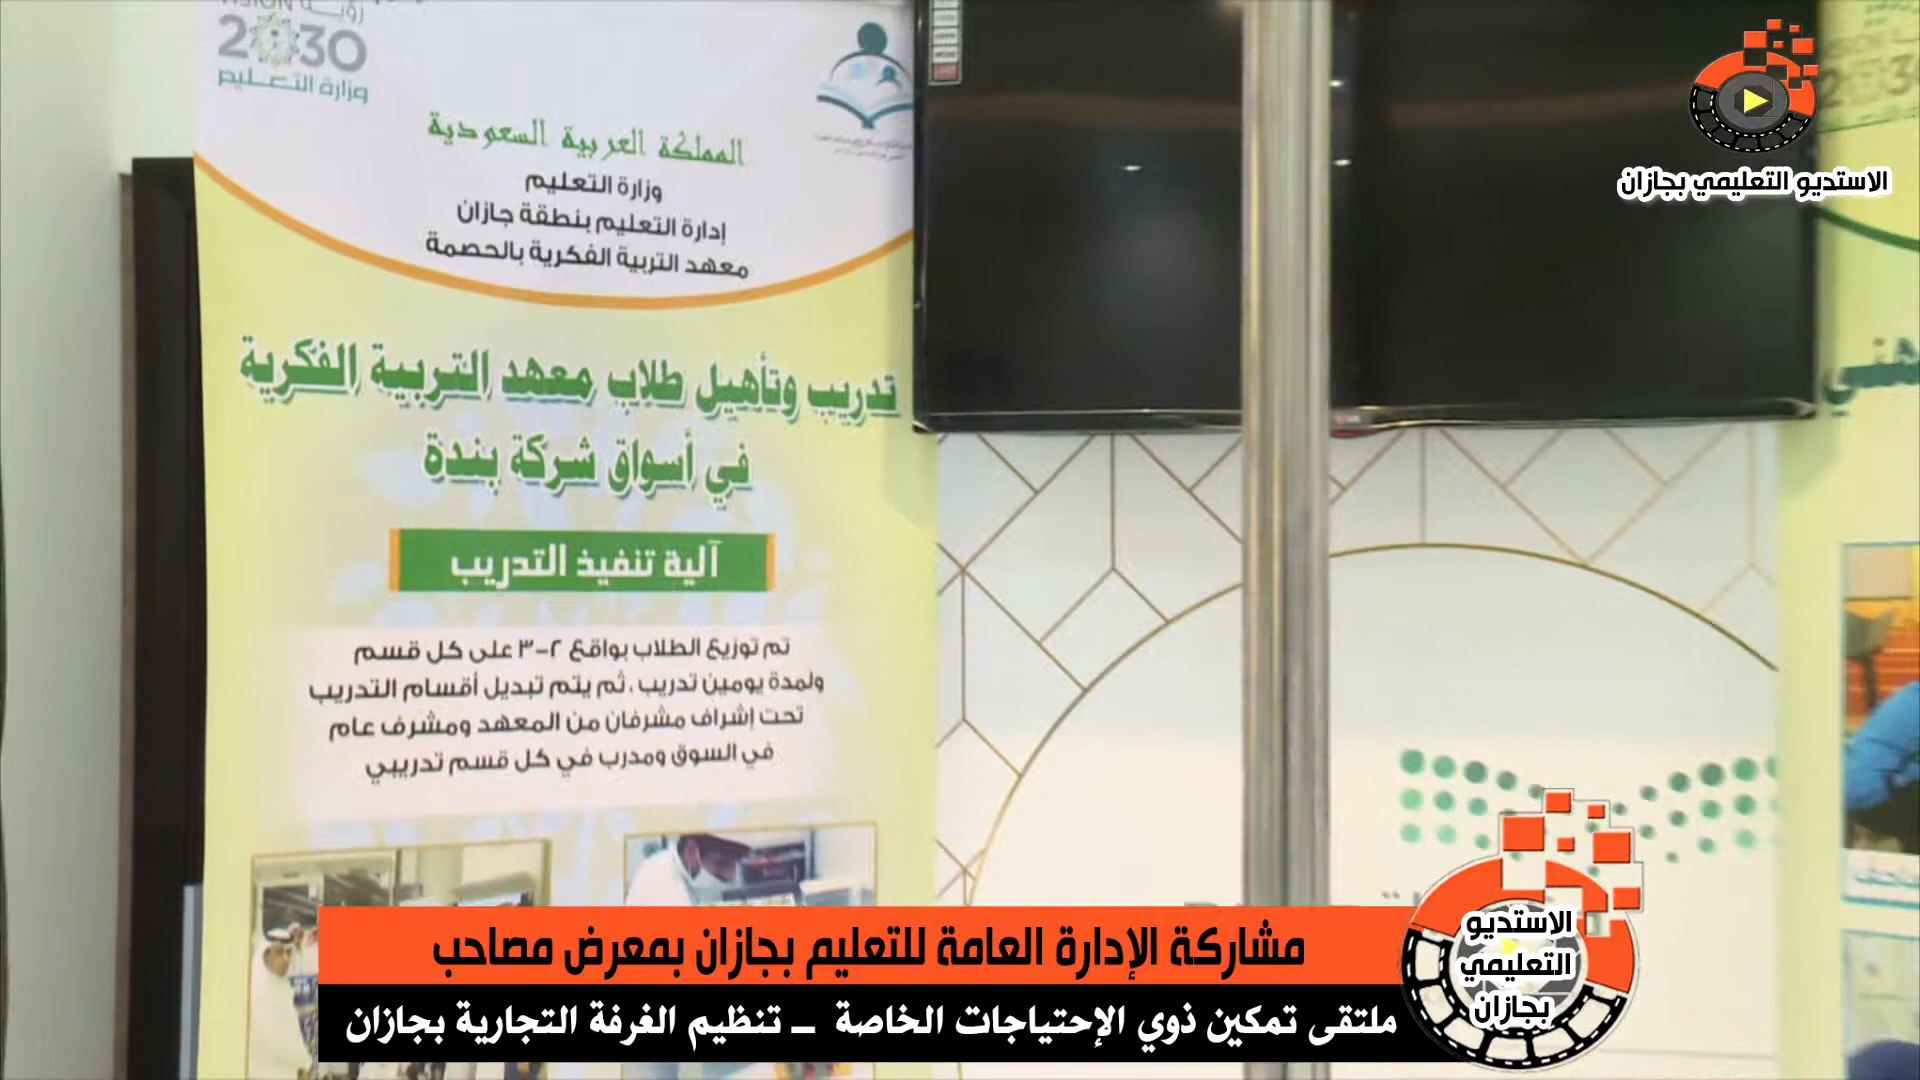 VISION رؤية
2030
وزارة التعليم
المملكة العربية السعودية
وزارة التعليم
إدارة التعليم بنطقة جازان
معهد التربية الفكرية بالحصمة
تدريب وتأهيل طلاب معهد التربية الفكرية
في أسواق شركة بندة
آلية تنفيذ التدريب
تم توزيع الطلاب بواقع ٢-٣ على كل قسم
ولمدة يومين تدريب ، ثم يتم تبديل أقسام التدريب
تحت إشراف مشرفان من المعهد ومشرف عام
في السوق ومدرب في كل قسم تدريبي
الاستديو التعليمي بجازان
مشاركة الإدارة العامة للتعليم بجازان بمعرض مصاحب
ملتقى تمكين ذوي الإحتياجات الخاصة ــ تنظيم الغرفة التجارية بجازان
الاستديو
التعليمي
بجازان